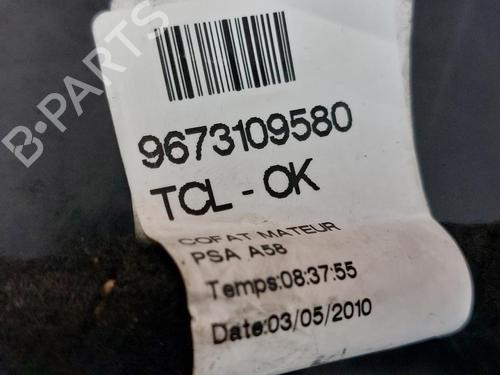 B-PARTS
9673109580
TCL - OK
COFAT MATEUR
PSA A58
Temps:08:37:55
Date:03/05/2010